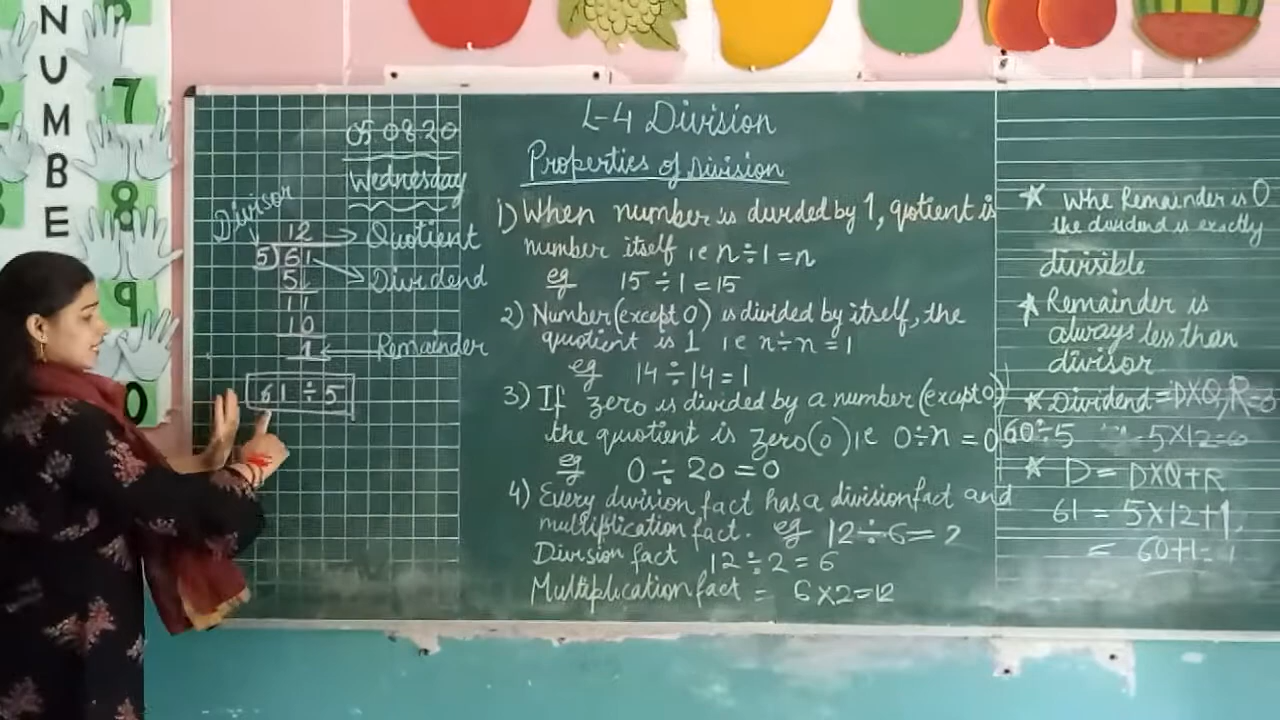 NUMBE
7
8
9
0
05.08.20
Wednesday
Divisor
12 → Quotient
5)61 → Dividend
5
11
10
1 ← Remainder
61÷5
L-4 Division
Properties of Division
1) When number is divided by 1, qotient is
number itself ie n÷1=n
eg 15÷1=15
2) Number(except 0) is divided by itself, the
quotient is 1 ie n÷n=1
eg 14÷14=1
3) If zero is divided by a number (except 0)
the quotient is zero(0) ie 0÷n=0
eg 0÷20=0
4) Every division fact has a division fact and
multiplication fact. eg 12÷6=2
Division fact 12÷2=6
Multiplication fact = 6×2=12
★ Whe Remainder is 0
the dividend is exactly
divisible
★ Remainder is
always less than
divisor
★ Dividend=D×Q, R=0
60÷5 5×12=60
★ D=D×Q+R
61=5×12+1
=60+1=